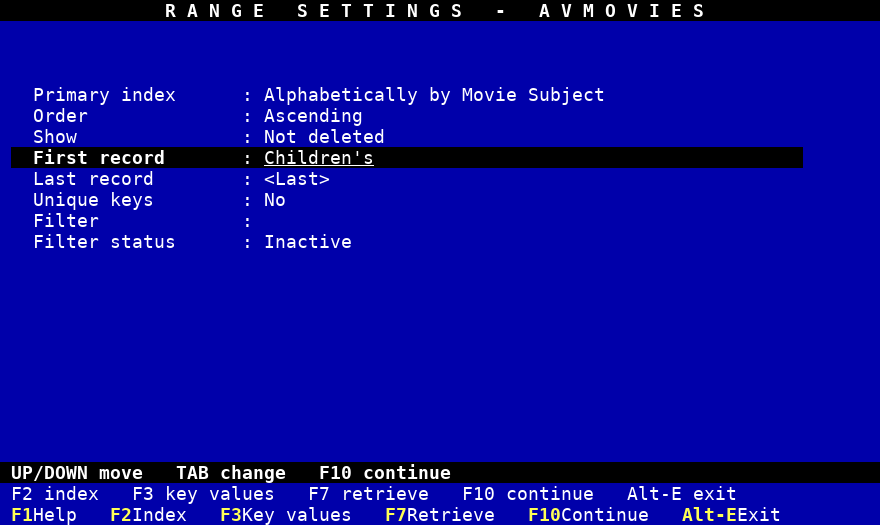 R A N G E   S E T T I N G S   -   A V M O V I E S
Primary index      : Alphabetically by Movie Subject
Order              : Ascending
Show               : Not deleted
First record       : Children's
Last record        : <Last>
Unique keys        : No
Filter             :
Filter status      : Inactive
UP/DOWN move   TAB change   F10 continue
F2 index   F3 key values   F7 retrieve   F10 continue   Alt-E exit
F1Help   F2Index   F3Key values   F7Retrieve   F10Continue   Alt-EExit